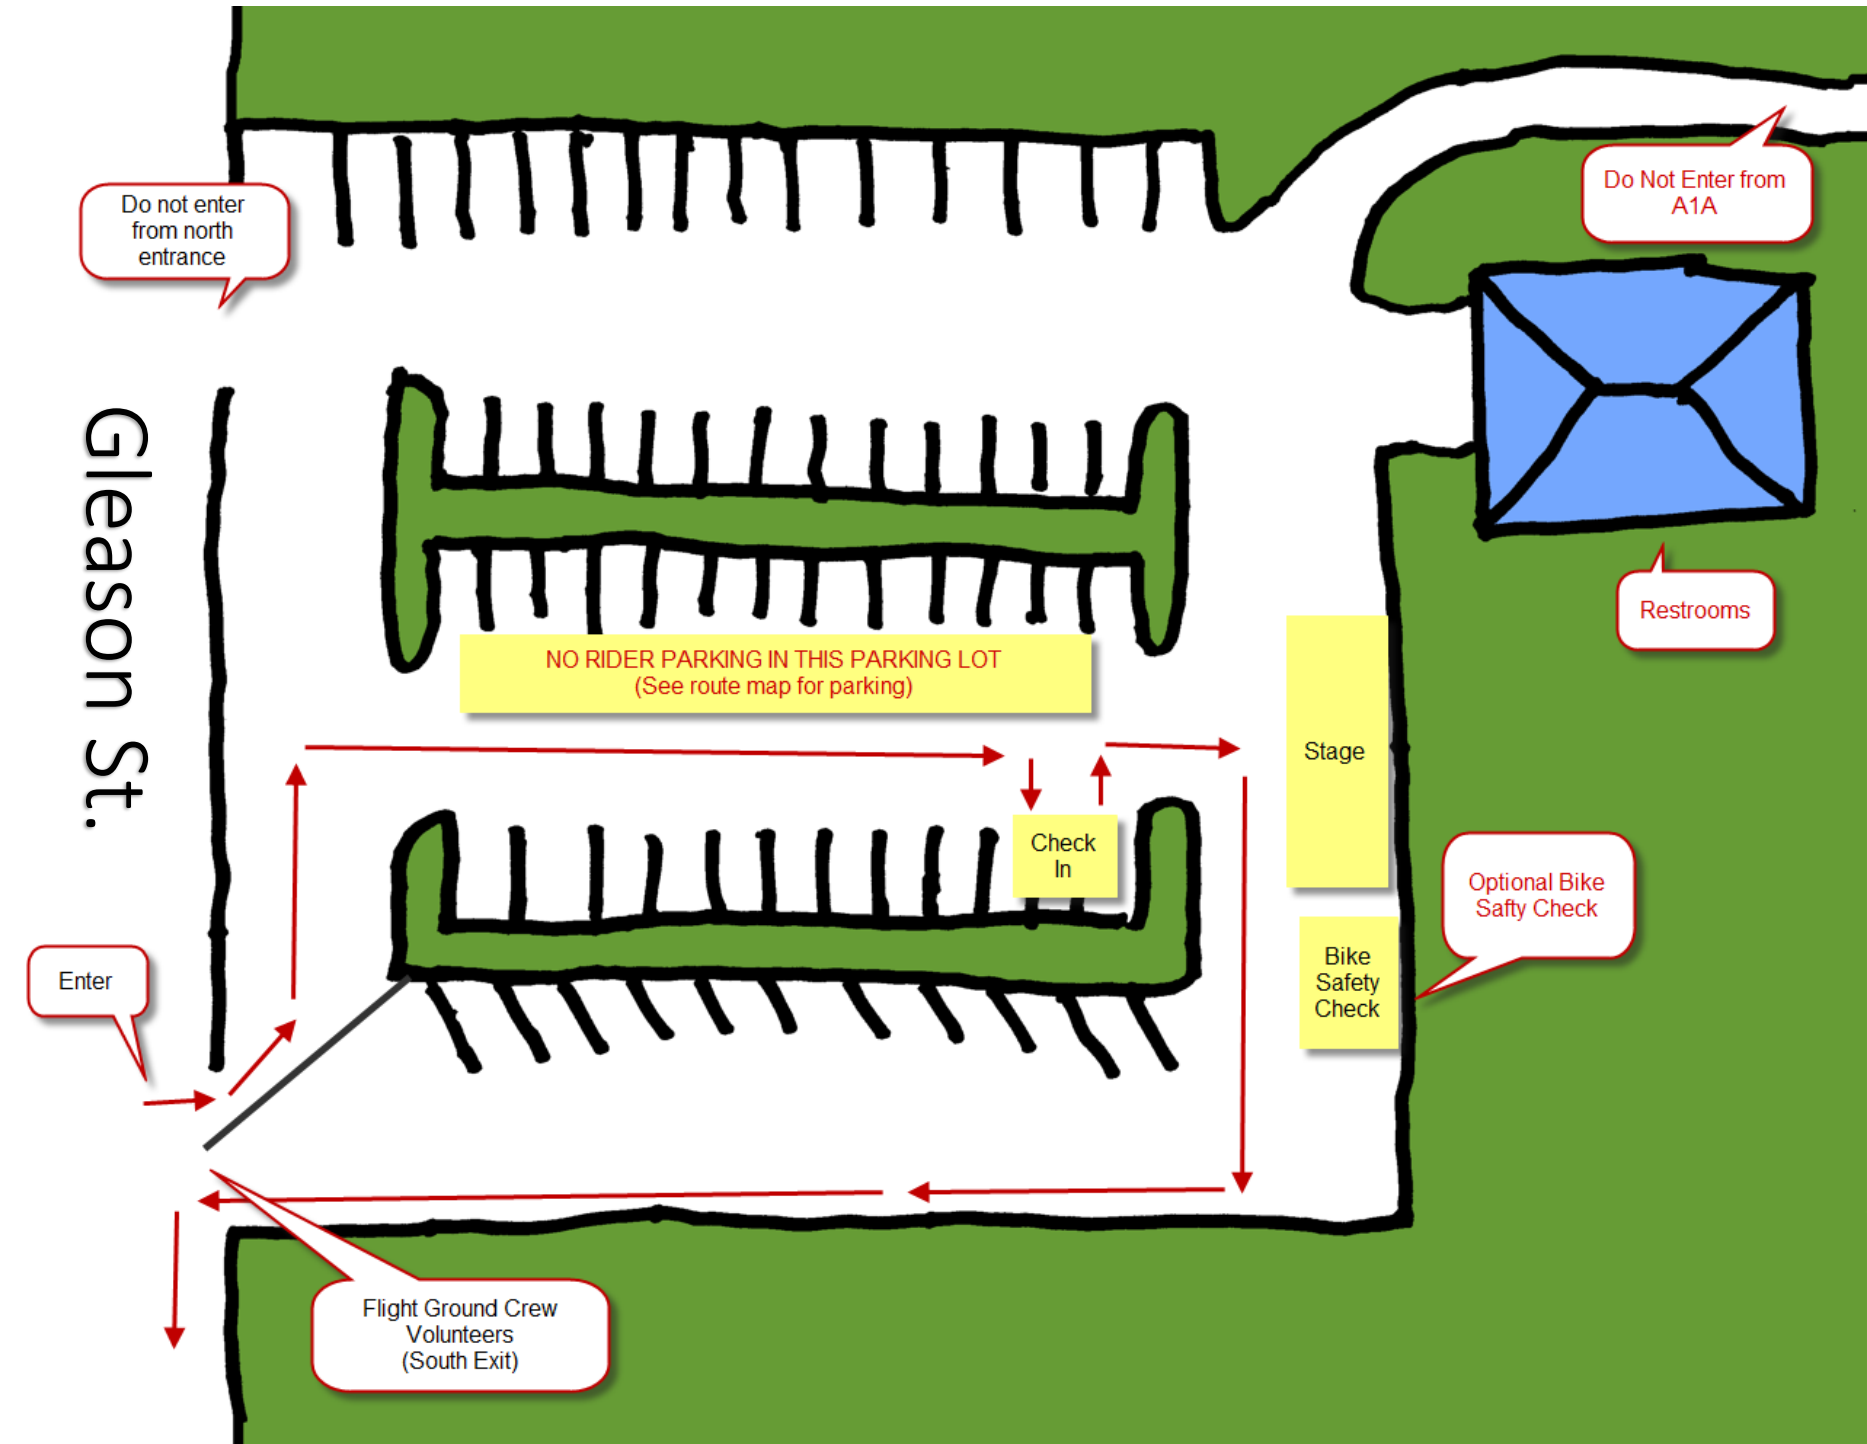 Do not enter
from north
entrance
Do Not Enter from
A1A
Gleason St.
Restrooms
NO RIDER PARKING IN THIS PARKING LOT
(See route map for parking)
Stage
Check
In
Optional Bike
Safty Check
Bike
Safety
Check
Enter
Flight Ground Crew
Volunteers
(South Exit)